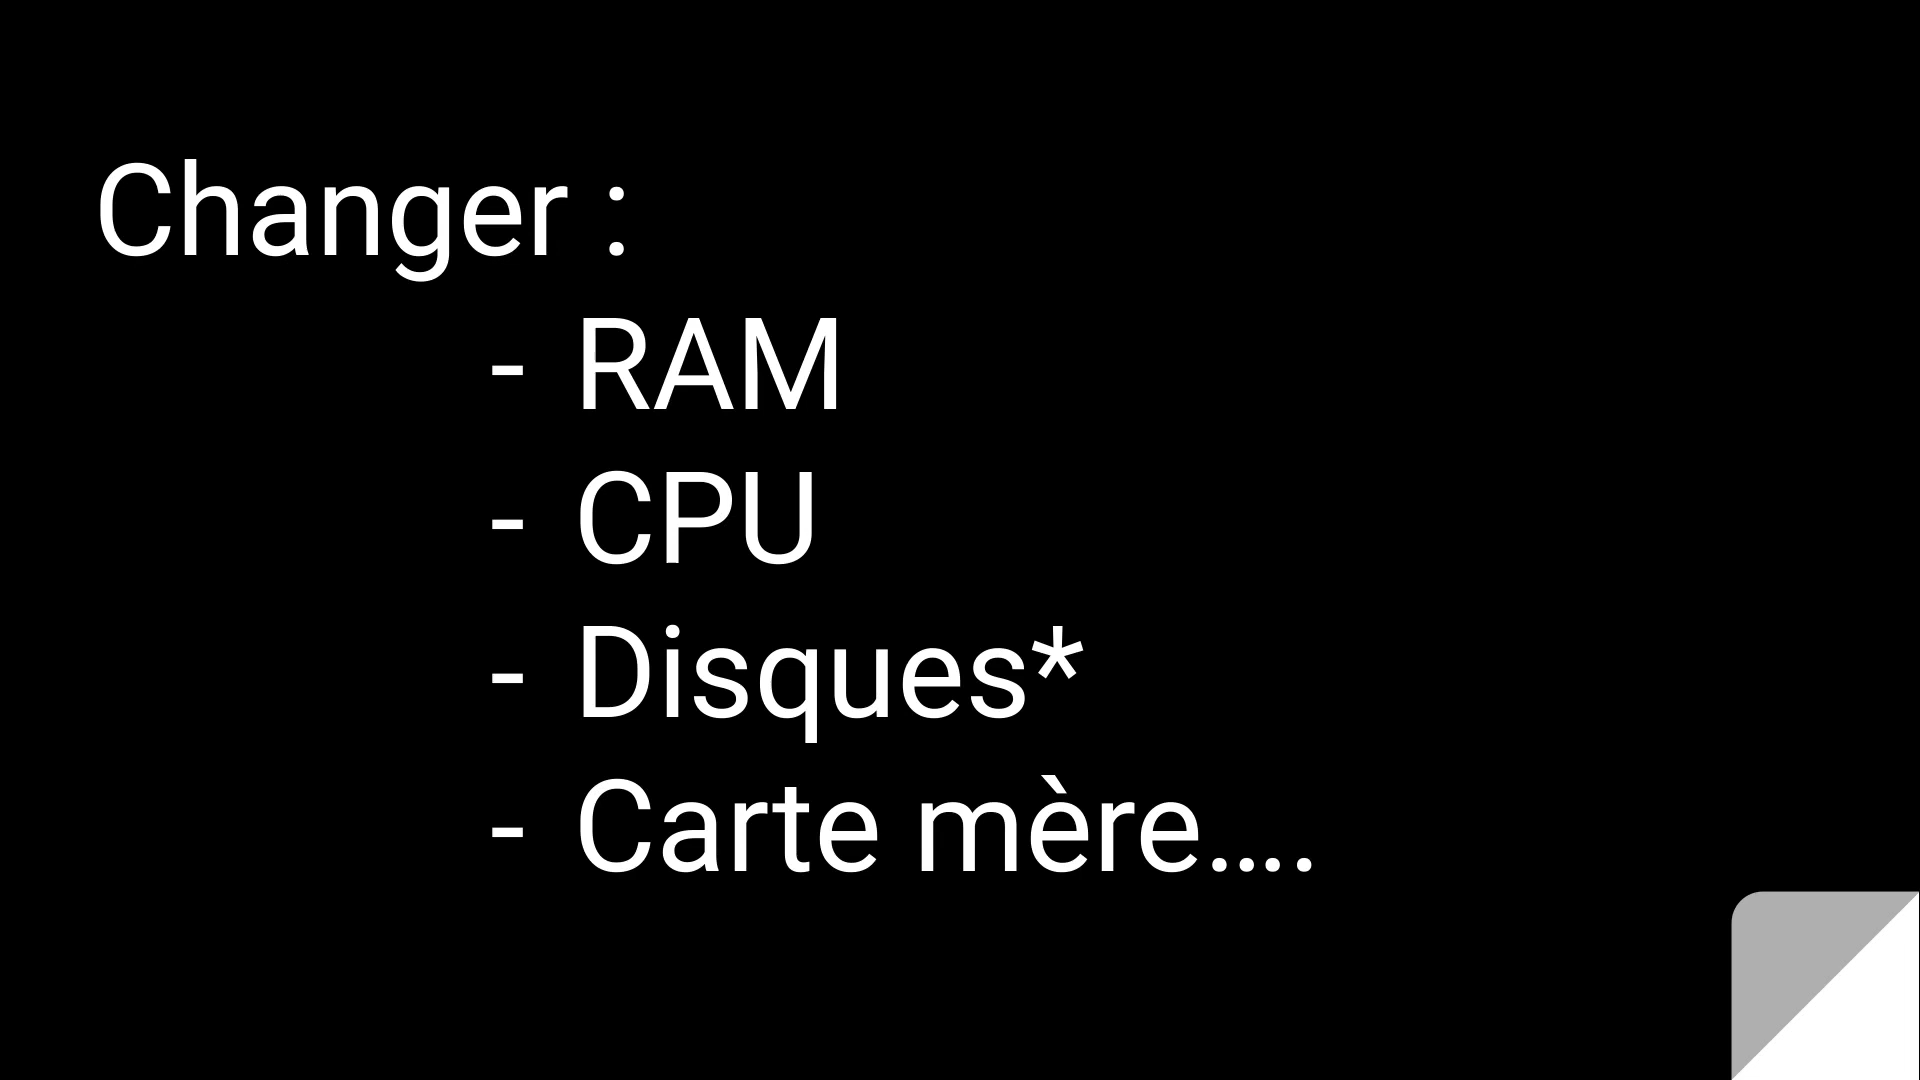 Changer :
- RAM
- CPU
- Disques*
- Carte mère....